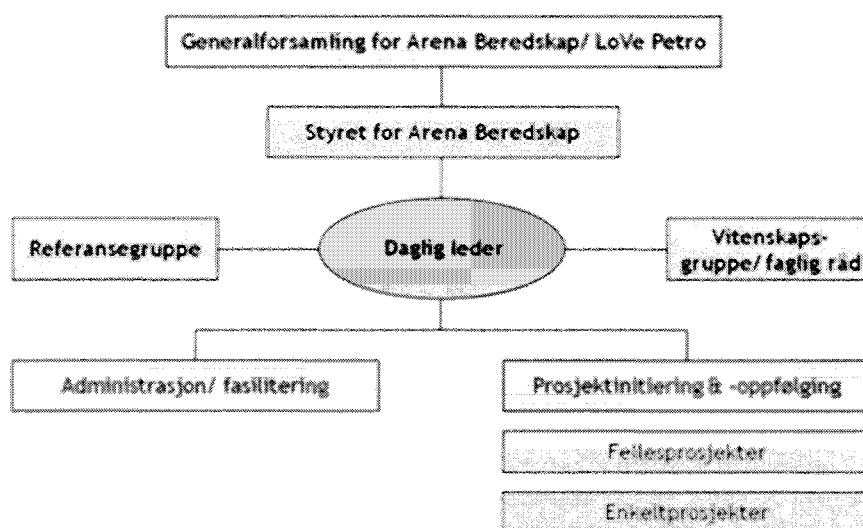 Generalforsamling for Arena Beredskap/ LoVe Petro
Styret for Arena Beredskap
Referansegruppe
Daglig leder
Vitenskaps-
gruppe/ faglig råd
Administrasjon/ fasilitering
Prosjektinitiering & -oppfølging
Fellesprosjekter
Enkeltprosjekter